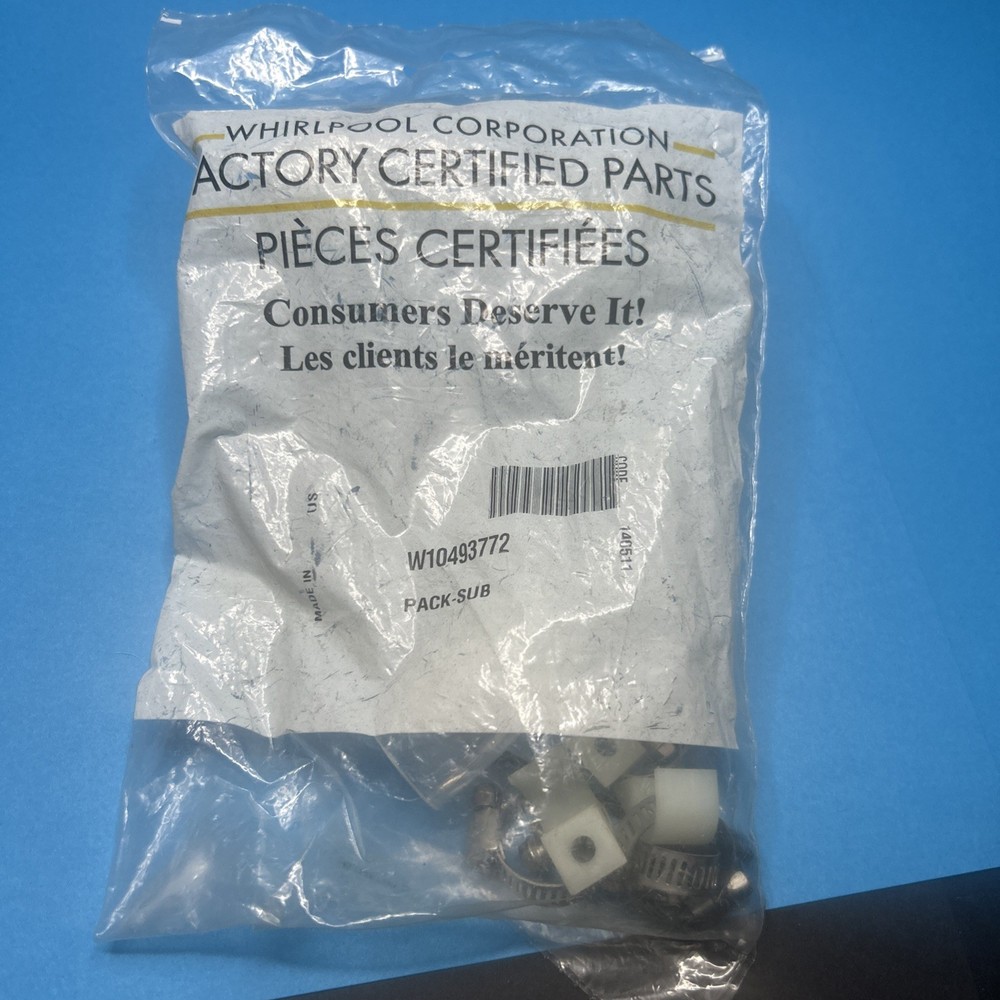 WHIRLPOOL CORPORATION
ACTORY CERTIFIED PARTS
PIÈCES CERTIFIÉES
Consumers Deserve It!
Les clients le méritent!
CODE 140511
MADE IN US
W10493772
PACK-SUB